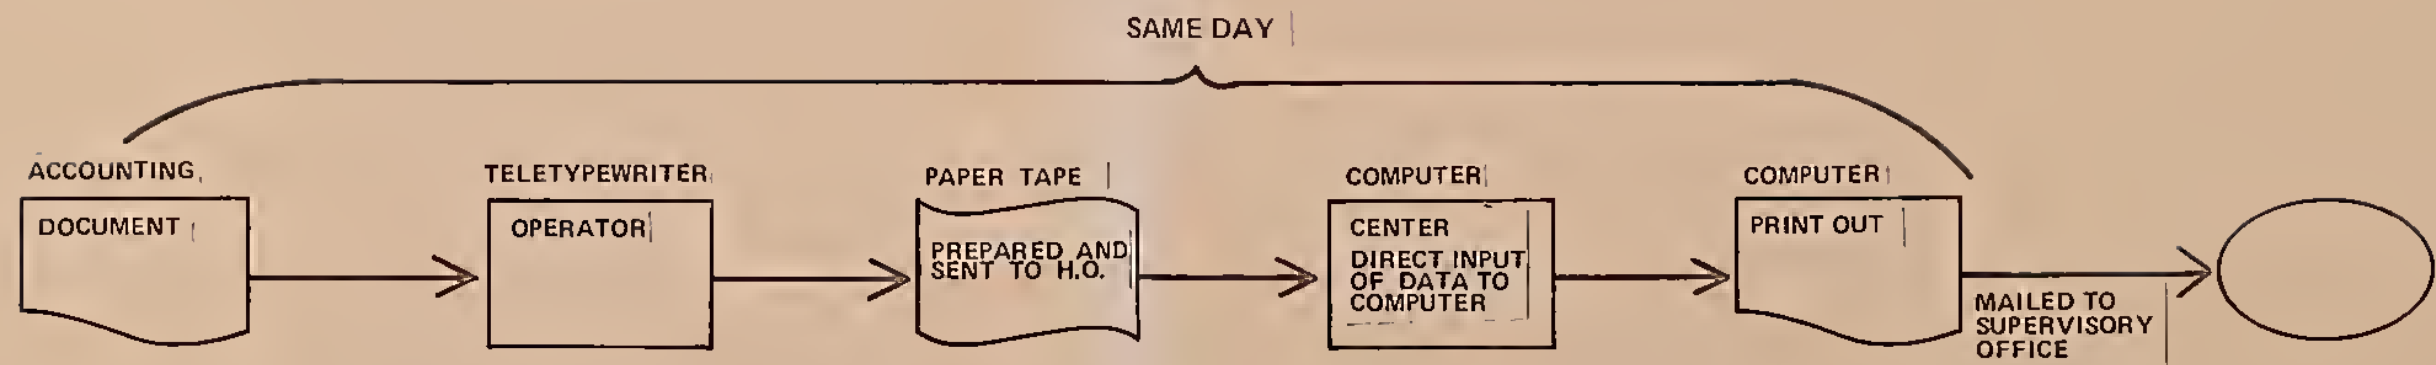 SAME DAY
ACCOUNTING
DOCUMENT
TELETYPEWRITER
OPERATOR
PAPER TAPE
PREPARED AND
SENT TO H.O.
COMPUTER
CENTER
DIRECT INPUT
OF DATA TO
COMPUTER
COMPUTER
PRINT OUT
MAILED TO
SUPERVISORY
OFFICE